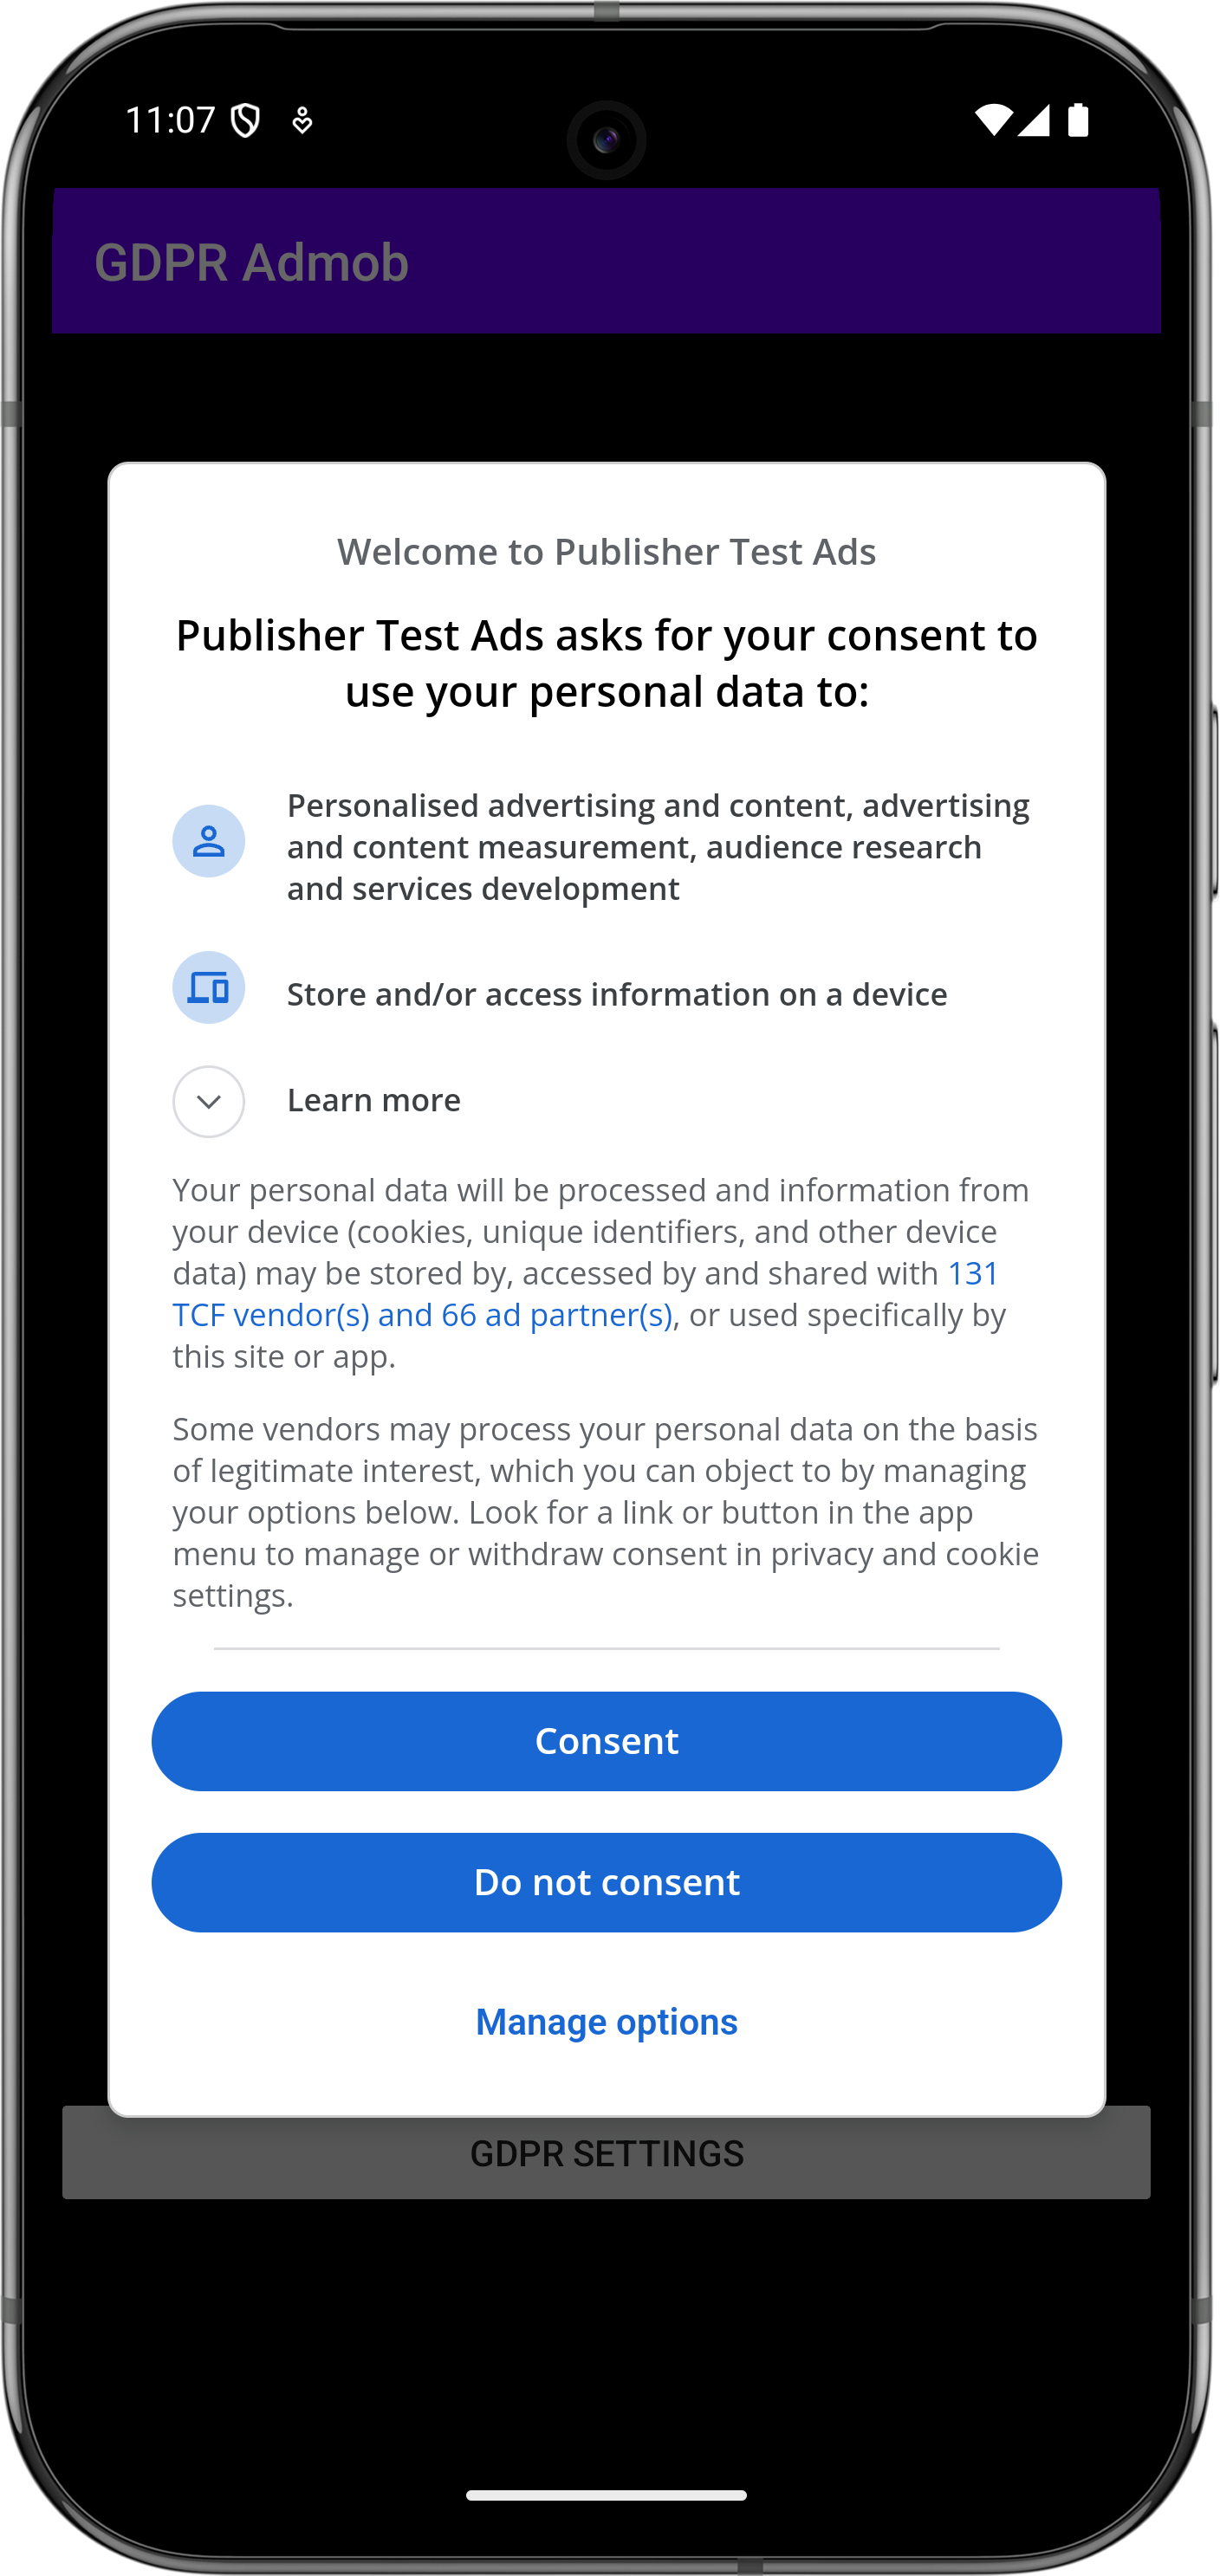 11:07
GDPR Admob
Welcome to Publisher Test Ads
Publisher Test Ads asks for your consent to
use your personal data to:
Personalised advertising and content, advertising
and content measurement, audience research
and services development
Store and/or access information on a device
Learn more
Your personal data will be processed and information from
your device (cookies, unique identifiers, and other device
data) may be stored by, accessed by and shared with 131
TCF vendor(s) and 66 ad partner(s), or used specifically by
this site or app.
Some vendors may process your personal data on the basis
of legitimate interest, which you can object to by managing
your options below. Look for a link or button in the app
menu to manage or withdraw consent in privacy and cookie
settings.
Consent
Do not consent
Manage options
GDPR SETTINGS